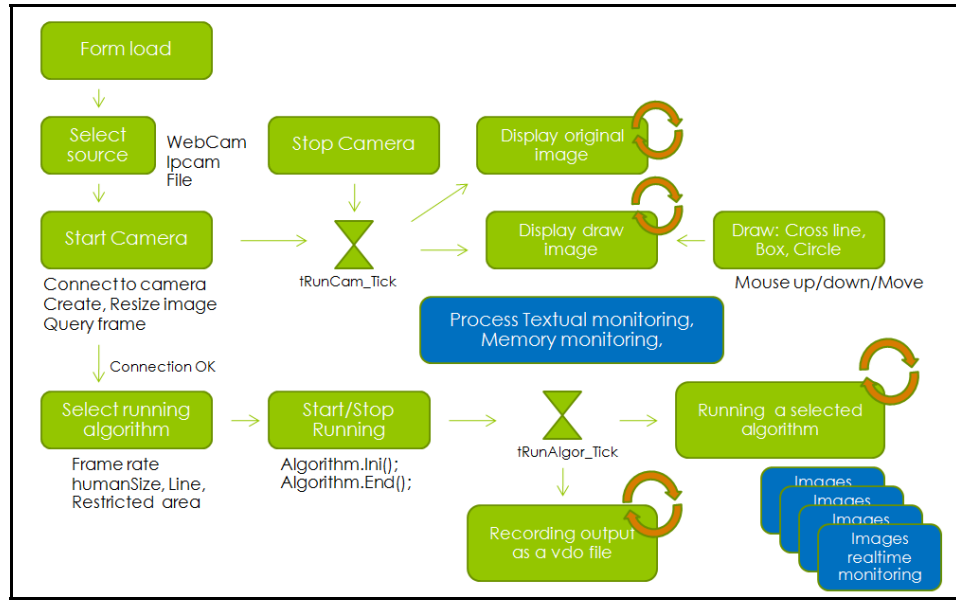 Form load
Select
source
WebCam
Ipcam
File
Stop Camera
Display original
image
Start Camera
tRunCam_Tick
Display draw
image
Draw: Cross line,
Box, Circle
Mouse up/down/Move
Connect to camera
Create, Resize image
Query frame
Process Textual monitoring,
Memory monitoring,
Connection OK
Select running
algorithm
Start/Stop
Running
tRunAlgor_Tick
Running a selected
algorithm
Frame rate
humanSize, Line,
Restricted area
Algorithm.Ini();
Algorithm.End();
Recording output
as a vdo file
Images
Images
Images
Images
realtime
monitoring